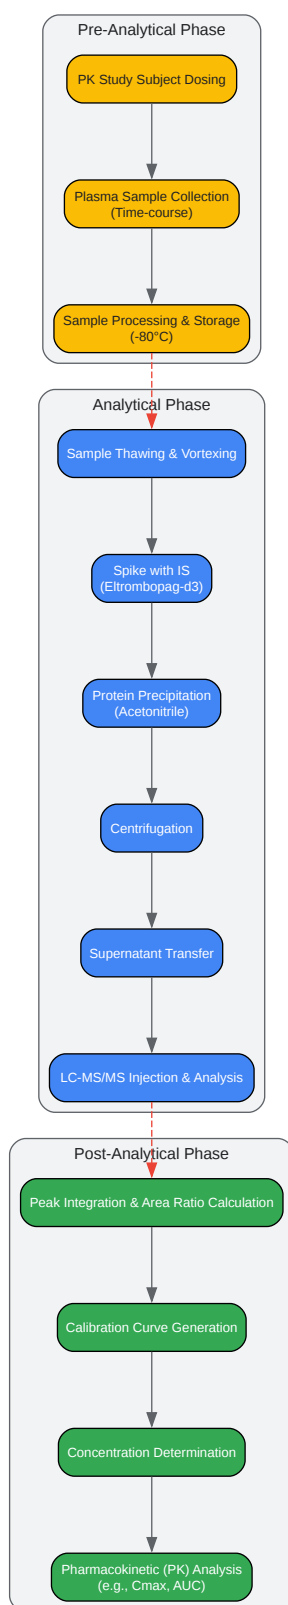 Pre-Analytical Phase
PK Study Subject Dosing
Plasma Sample Collection
(Time-course)
Sample Processing & Storage
(-80°C)
Analytical Phase
Sample Thawing & Vortexing
Spike with IS
(Eltrombopag-d3)
Protein Precipitation
(Acetonitrile)
Centrifugation
Supernatant Transfer
LC-MS/MS Injection & Analysis
Post-Analytical Phase
Peak Integration & Area Ratio Calculation
Calibration Curve Generation
Concentration Determination
Pharmacokinetic (PK) Analysis
(e.g., Cmax, AUC)